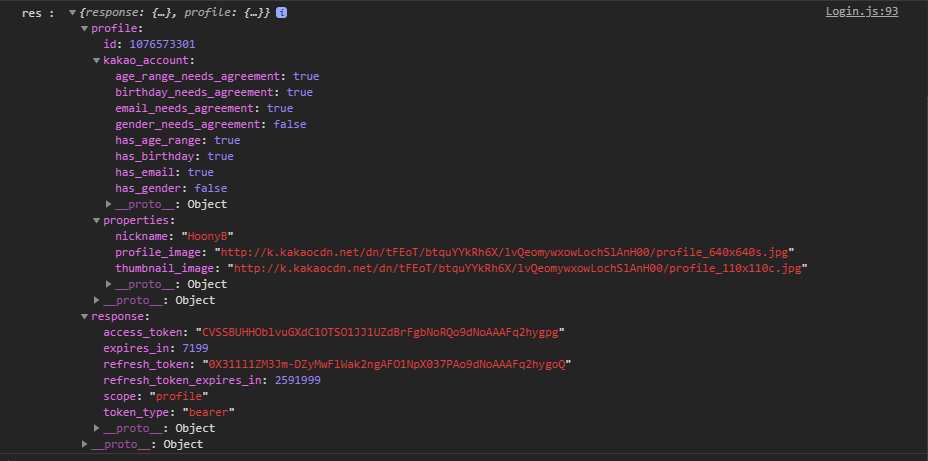 res : ▼{response: {…}, profile: {…}} i Login.js:93
▼profile:
id: 1076573301
▼kakao_account:
age_range_needs_agreement: true
birthday_needs_agreement: true
email_needs_agreement: true
gender_needs_agreement: false
has_age_range: true
has_birthday: true
has_email: true
has_gender: false
▶__proto__: Object
▼properties:
nickname: "HoonyB"
profile_image: "http://k.kakaocdn.net/dn/tFEoT/btquYYkRh6X/lvQeomywxowLochSlAnH00/profile_640x640s.jpg"
thumbnail_image: "http://k.kakaocdn.net/dn/tFEoT/btquYYkRh6X/lvQeomywxowLochSlAnH00/profile_110x110c.jpg"
▶__proto__: Object
▶__proto__: Object
▼response:
access_token: "CVSSBUHHOblvuGXdC1OTSO1JJ1UZdBrFgbNoRQo9dNoAAAFq2hygpg"
expires_in: 7199
refresh_token: "0X31111ZM3Jm-DZyMwFlWak2ngAFO1NpX037PAo9dNoAAAFq2hygoQ"
refresh_token_expires_in: 2591999
scope: "profile"
token_type: "bearer"
▶__proto__: Object
▶__proto__: Object